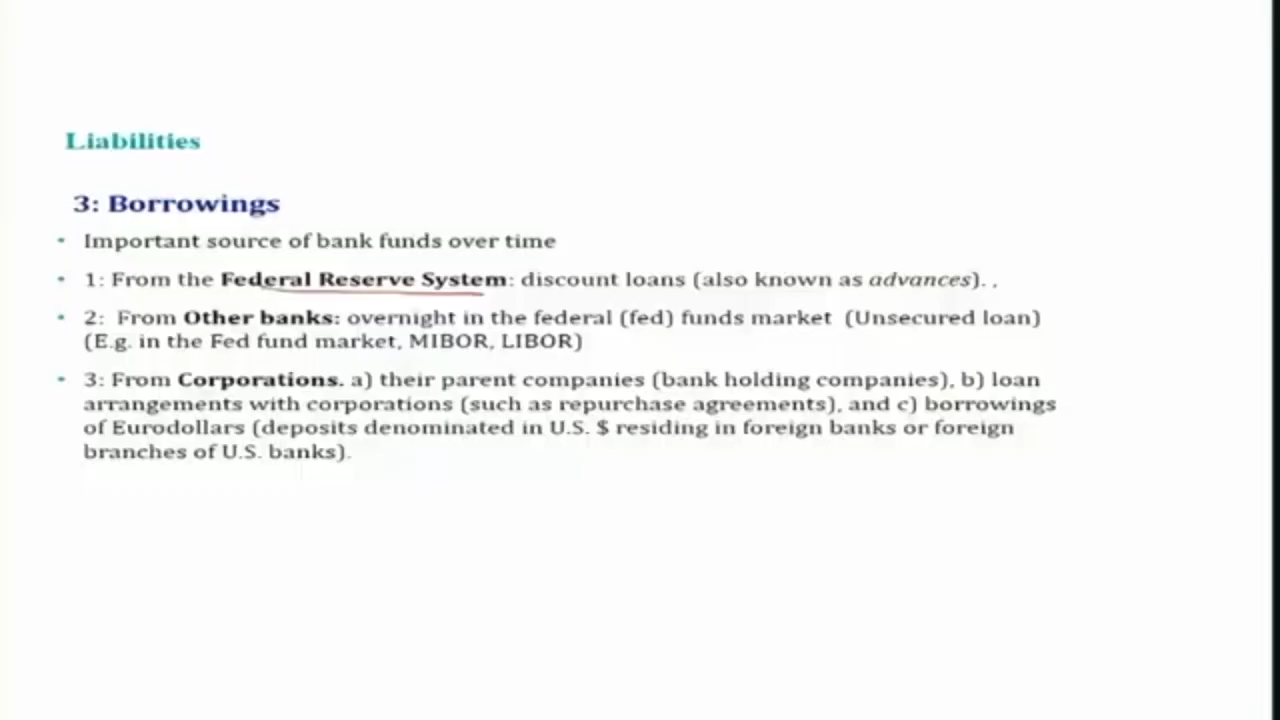 Liabilities
3: Borrowings
• Important source of bank funds over time
• 1: From the Federal Reserve System: discount loans (also known as advances). .
• 2: From Other banks: overnight in the federal (fed) funds market (Unsecured loan)
(E.g. in the Fed fund market, MIBOR, LIBOR)
• 3: From Corporations. a) their parent companies (bank holding companies), b) loan
arrangements with corporations (such as repurchase agreements), and c) borrowings
of Eurodollars (deposits denominated in U.S. $ residing in foreign banks or foreign
branches of U.S. banks).